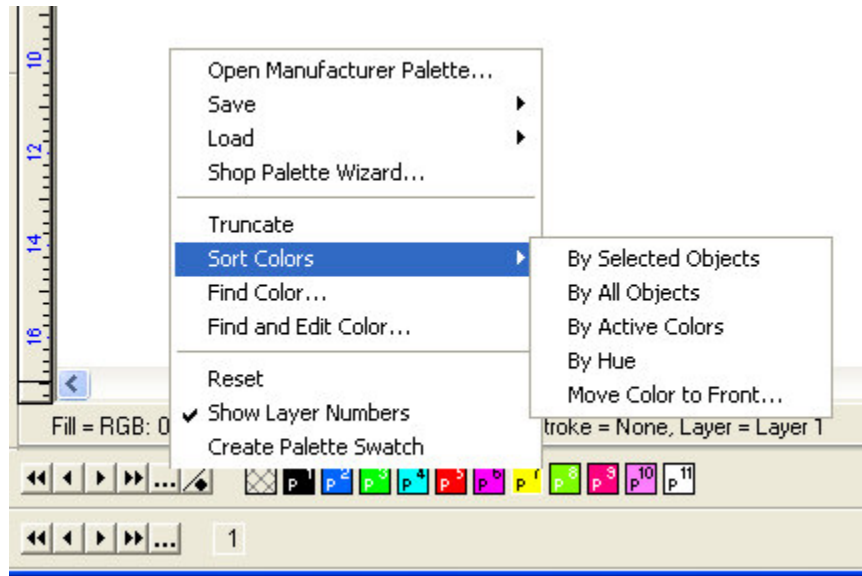 10
12
14
16
Open Manufacturer Palette...
Save
Load
Shop Palette Wizard...
Truncate
Sort Colors
Find Color...
Find and Edit Color...
Reset
Show Layer Numbers
Create Palette Swatch
By Selected Objects
By All Objects
By Active Colors
By Hue
Move Color to Front...
Fill = RGB: 0
troke = None, Layer = Layer 1
... P 1 P 2 P 3 P 4 P 5 P 6 P 7 P 8 P 9 P 10 P 11
... 1